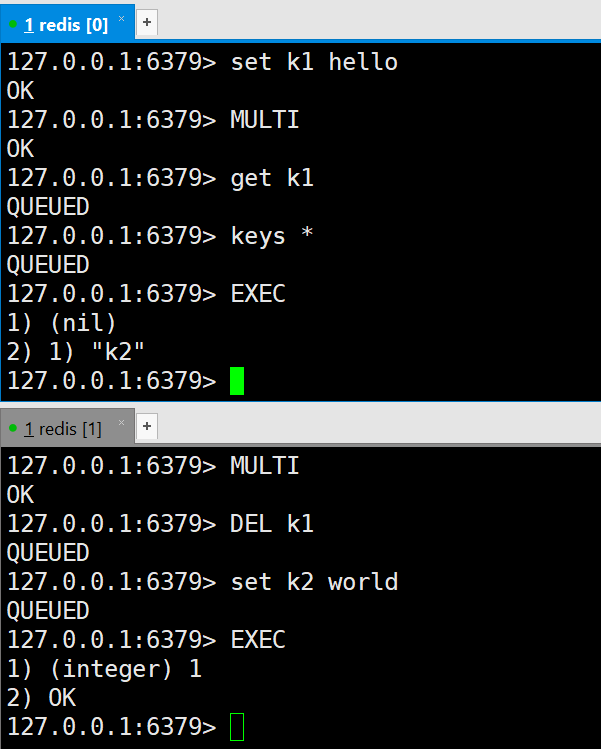 1 redis [0] × +
127.0.0.1:6379> set k1 hello
OK
127.0.0.1:6379> MULTI
OK
127.0.0.1:6379> get k1
QUEUED
127.0.0.1:6379> keys *
QUEUED
127.0.0.1:6379> EXEC
1) (nil)
2) 1) "k2"
127.0.0.1:6379>
1 redis [1] × +
127.0.0.1:6379> MULTI
OK
127.0.0.1:6379> DEL k1
QUEUED
127.0.0.1:6379> set k2 world
QUEUED
127.0.0.1:6379> EXEC
1) (integer) 1
2) OK
127.0.0.1:6379>